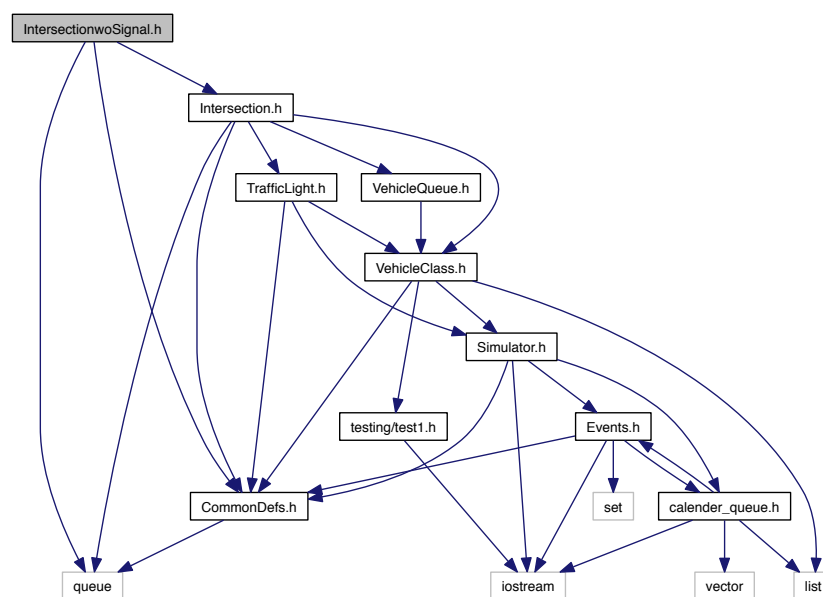 IntersectionwoSignal.h
Intersection.h
TrafficLight.h
VehicleQueue.h
VehicleClass.h
Simulator.h
testing/test1.h
Events.h
CommonDefs.h
set
calender_queue.h
queue
iostream
vector
list